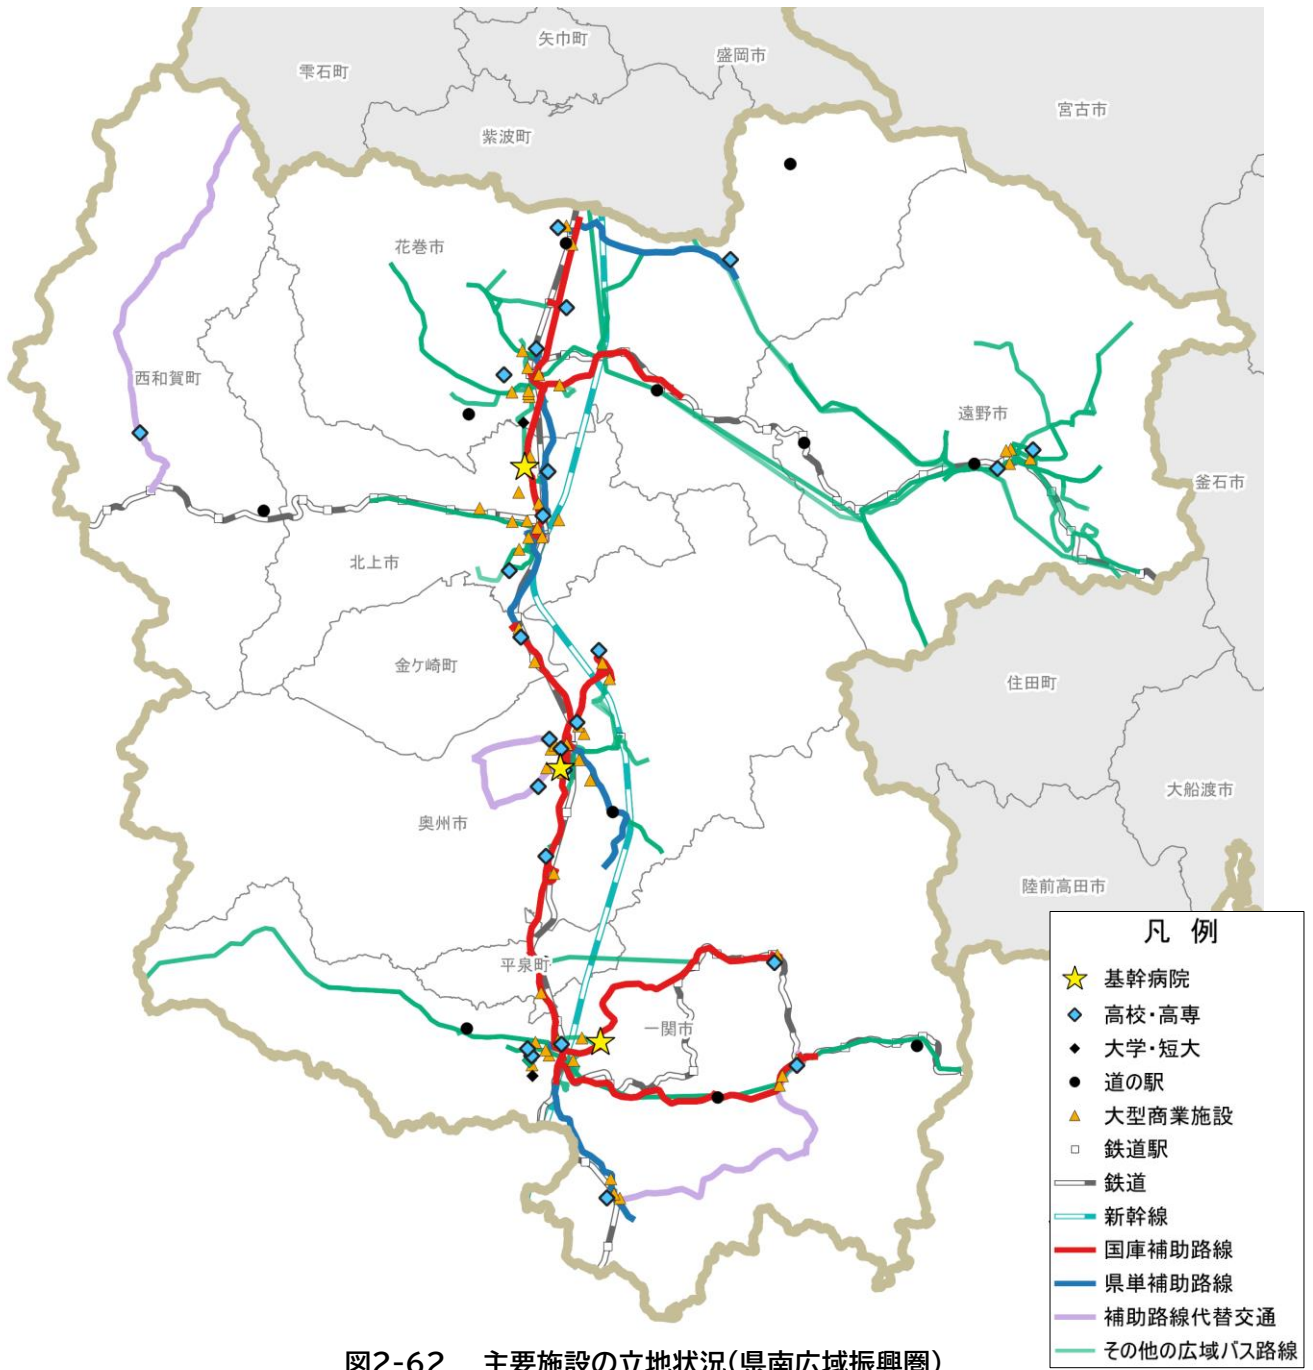 矢巾町
盛岡市
雫石町
宮古市
紫波町
花巻市
西和賀町
遠野市
釜石市
北上市
金ケ崎町
住田町
大船渡市
奥州市
陸前高田市
平泉町
一関市
凡 例
基幹病院
高校・高専
大学・短大
道の駅
大型商業施設
鉄道駅
鉄道
新幹線
国庫補助路線
県単補助路線
補助路線代替交通
その他の広域バス路線
図2-62 主要施設の立地状況(県南広域振興圏)